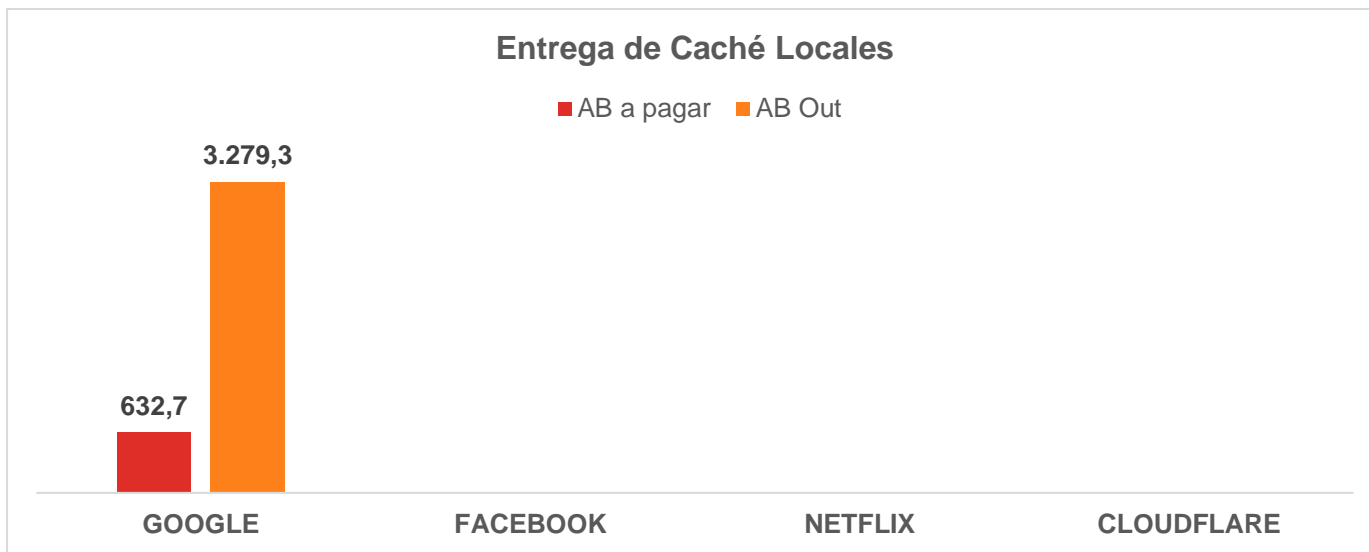 Entrega de Caché Locales
AB a pagar AB Out
3.279,3
632,7
GOOGLE FACEBOOK NETFLIX CLOUDFLARE